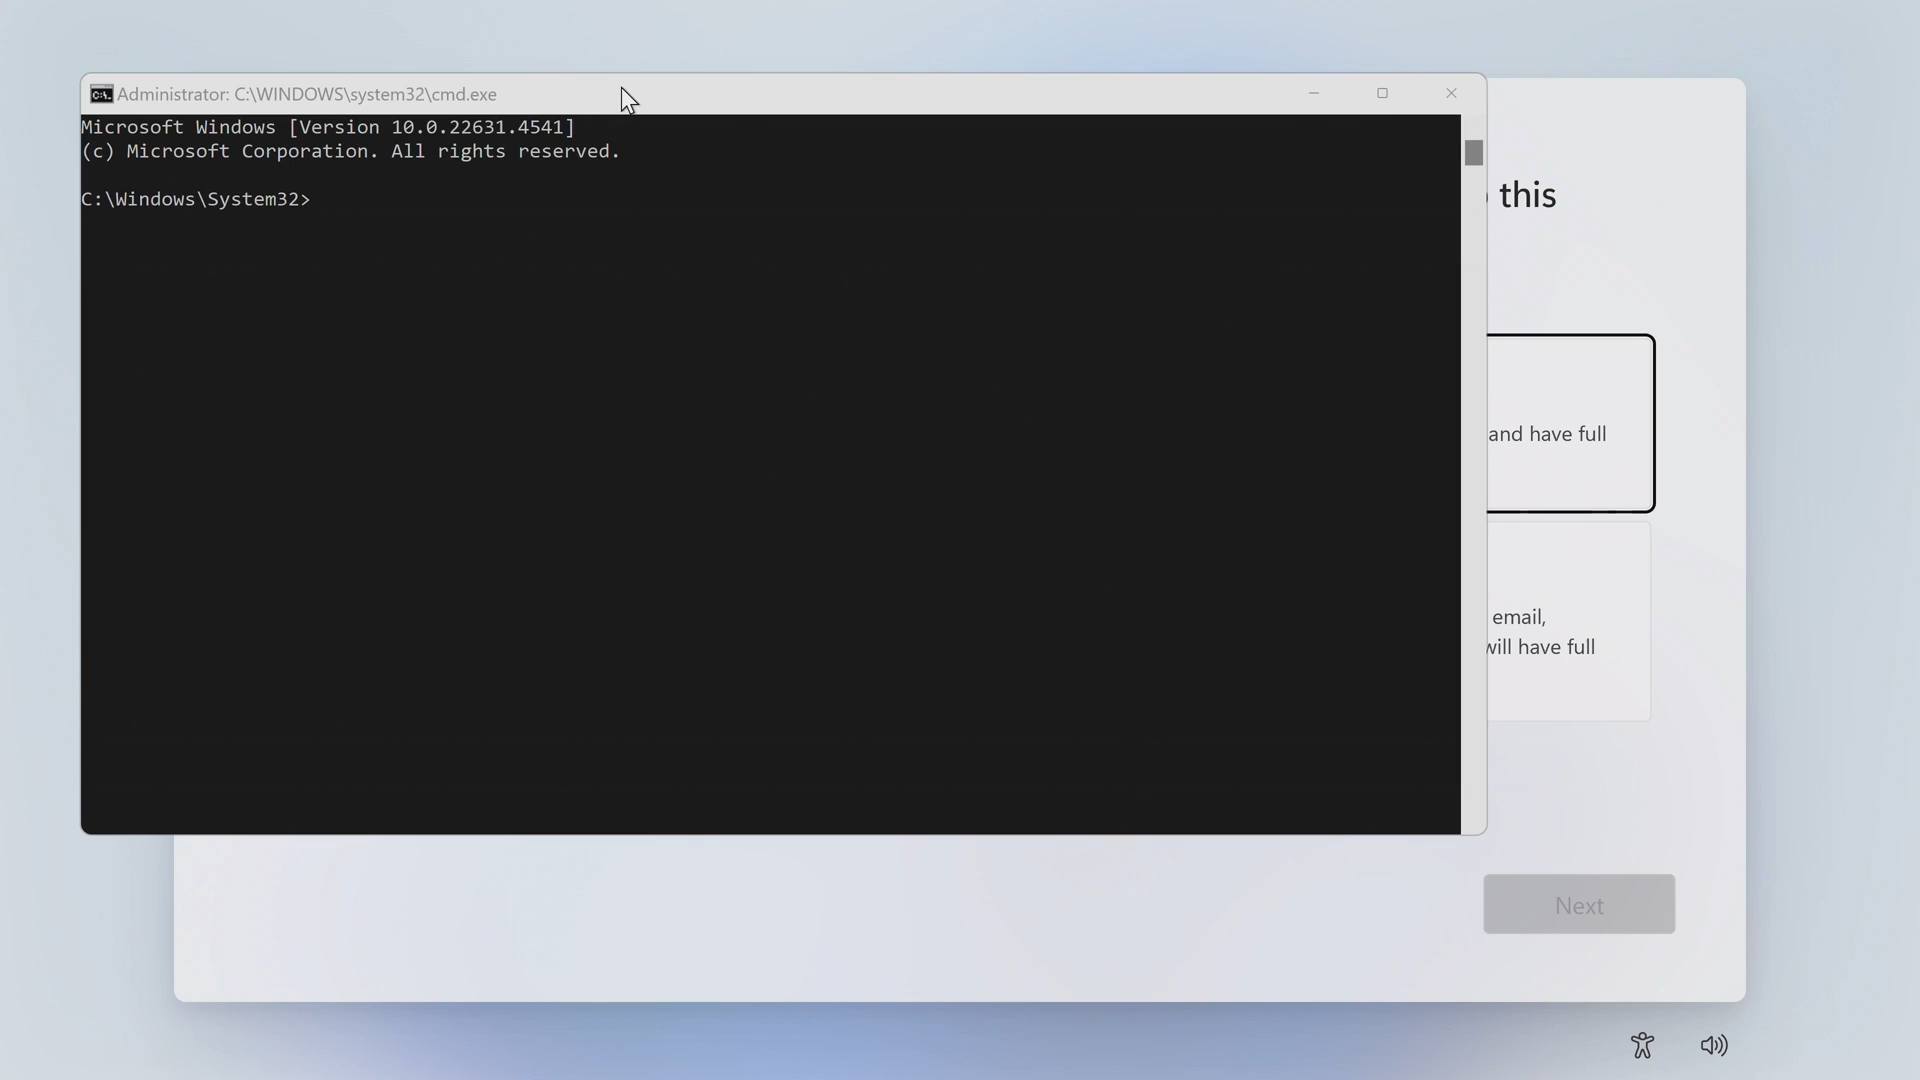 Administrator: C:\WINDOWS\system32\cmd.exe
Microsoft Windows [Version 10.0.22631.4541]
(c) Microsoft Corporation. All rights reserved.
C:\Windows\System32>
this
and have full
email,
will have full
Next